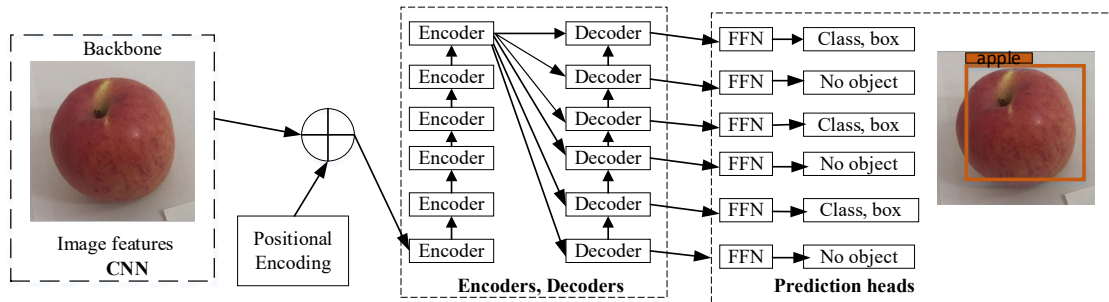 Backbone
Image features
CNN
Positional
Encoding
Encoder
Encoder
Encoder
Encoder
Encoder
Encoder
Decoder
Decoder
Decoder
Decoder
Decoder
Decoder
Encoders, Decoders
FFN
Class, box
FFN
No object
FFN
Class, box
FFN
No object
FFN
Class, box
FFN
No object
Prediction heads
apple